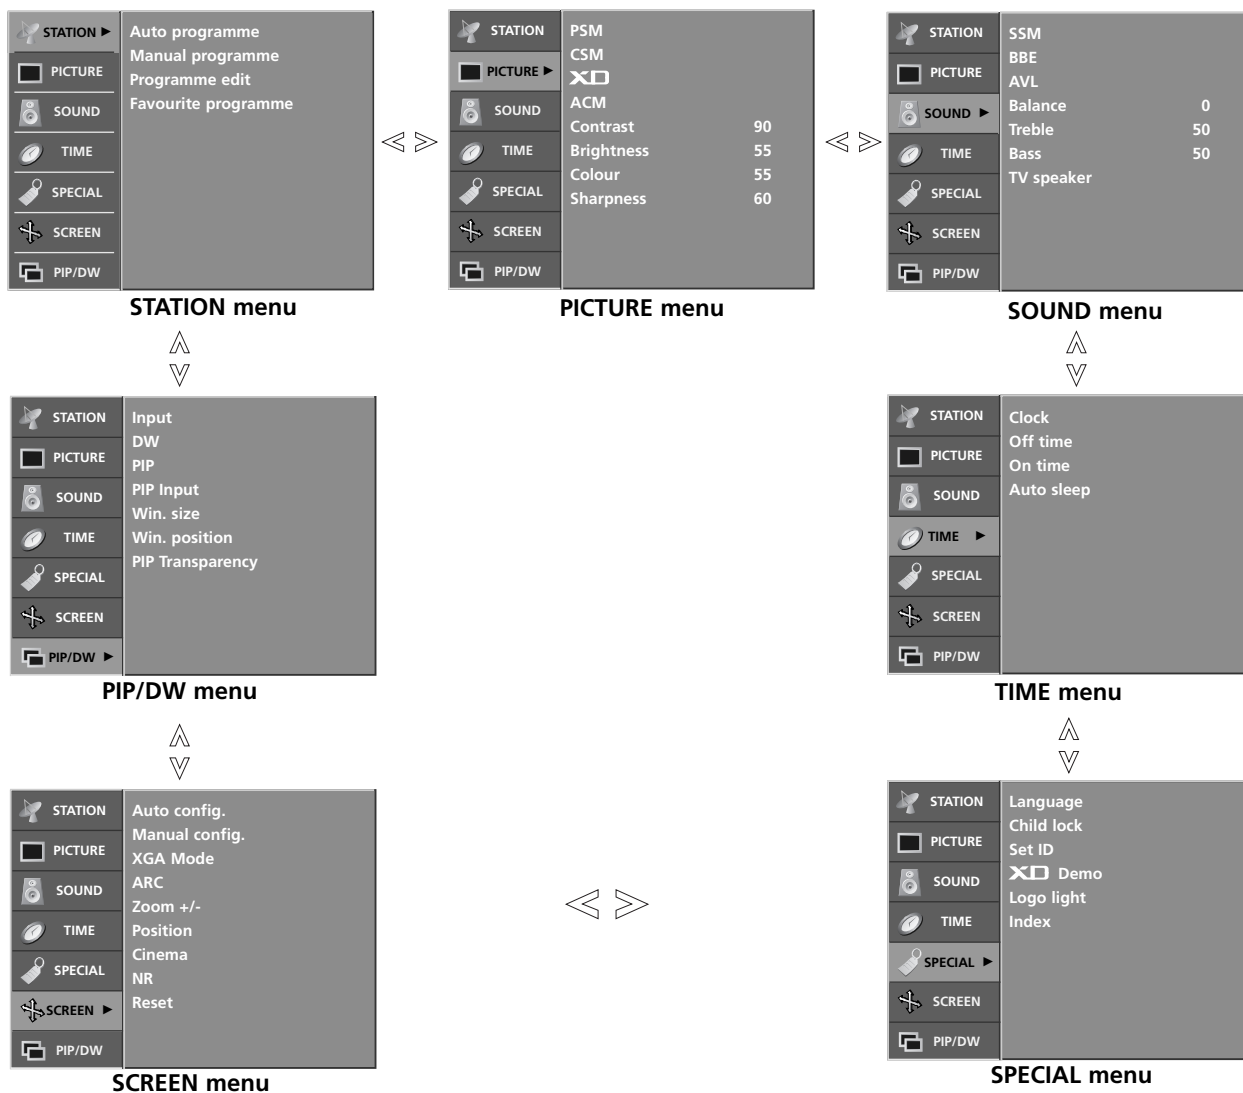 STATION
PICTURE
SOUND
TIME
SPECIAL
SCREEN
PIP/DW
Auto programme
Manual programme
Programme edit
Favourite programme
STATION menu
STATION
PICTURE
SOUND
TIME
SPECIAL
SCREEN
PIP/DW
PSM
CSM
XD
ACM
Contrast 90
Brightness 55
Colour 55
Sharpness 60
PICTURE menu
STATION
PICTURE
SOUND
TIME
SPECIAL
SCREEN
PIP/DW
SSM
BBE
AVL
Balance 0
Treble 50
Bass 50
TV speaker
SOUND menu
STATION
PICTURE
SOUND
TIME
SPECIAL
SCREEN
PIP/DW
Input
DW
PIP
PIP Input
Win. size
Win. position
PIP Transparency
PIP/DW menu
STATION
PICTURE
SOUND
TIME
SPECIAL
SCREEN
PIP/DW
Clock
Off time
On time
Auto sleep
TIME menu
STATION
PICTURE
SOUND
TIME
SPECIAL
SCREEN
PIP/DW
Auto config.
Manual config.
XGA Mode
ARC
Zoom +/-
Position
Cinema
NR
Reset
SCREEN menu
STATION
PICTURE
SOUND
TIME
SPECIAL
SCREEN
PIP/DW
Language
Child lock
Set ID
XD Demo
Logo light
Index
SPECIAL menu